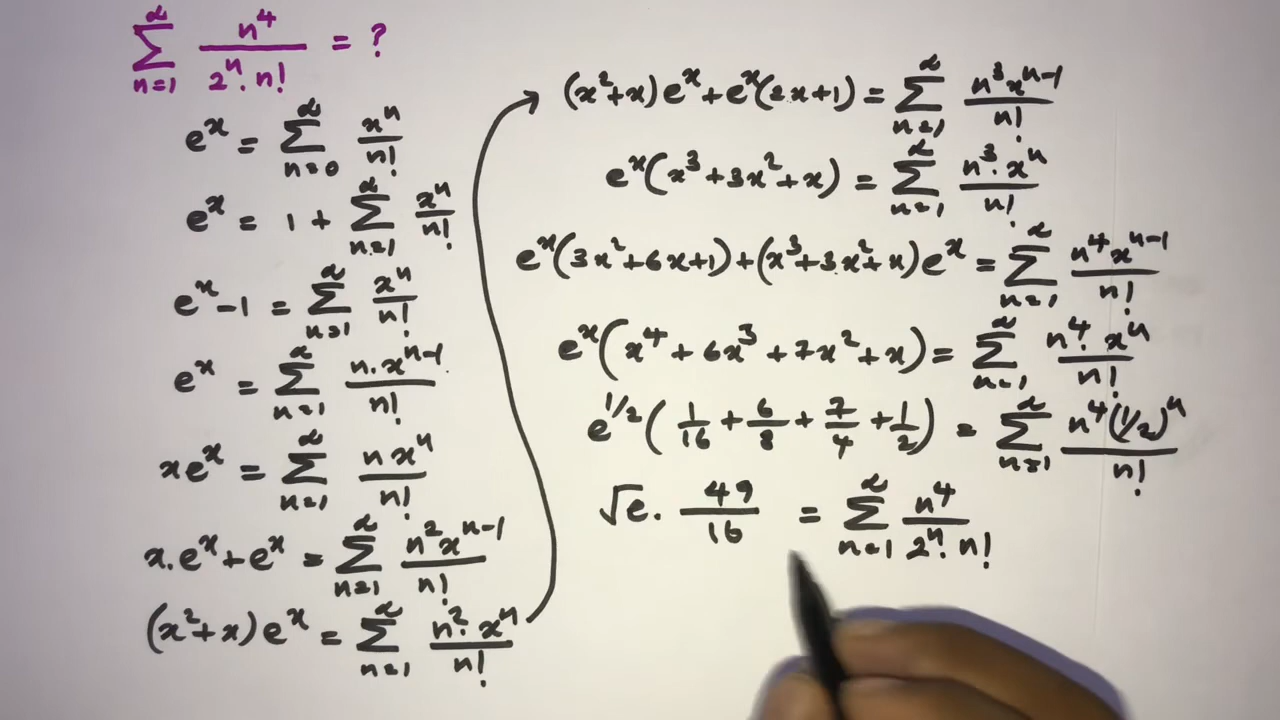 ∑_{n=1}^{∞} n⁴/(2ⁿ·n!) = ?
eˣ = ∑_{n=0}^{∞} xⁿ/n!
eˣ = 1 + ∑_{n=1}^{∞} xⁿ/n!
eˣ - 1 = ∑_{n=1}^{∞} xⁿ/n!
eˣ = ∑_{n=1}^{∞} n·xⁿ⁻¹/n!
xeˣ = ∑_{n=1}^{∞} nxⁿ/n!
x·eˣ + eˣ = ∑_{n=1}^{∞} n²xⁿ⁻¹/n!
(x²+x)eˣ = ∑_{n=1}^{∞} n²·xⁿ/n!
(x²+x)eˣ + eˣ(2x+1) = ∑_{n=1}^{∞} n³xⁿ⁻¹/n!
eˣ(x³+3x²+x) = ∑_{n=1}^{∞} n³·xⁿ/n!
eˣ(3x²+6x+1)+(x³+3x²+x)eˣ = ∑_{n=1}^{∞} n⁴xⁿ⁻¹/n!
eˣ(x⁴+6x³+7x²+x) = ∑_{n=1}^{∞} n⁴·xⁿ/n!
e^{1/2}(1/16 + 6/8 + 7/4 + 1/2) = ∑_{n=1}^{∞} n⁴(1/2)ⁿ/n!
√e · 49/16 = ∑_{n=1}^{∞} n⁴/(2ⁿ·n!)